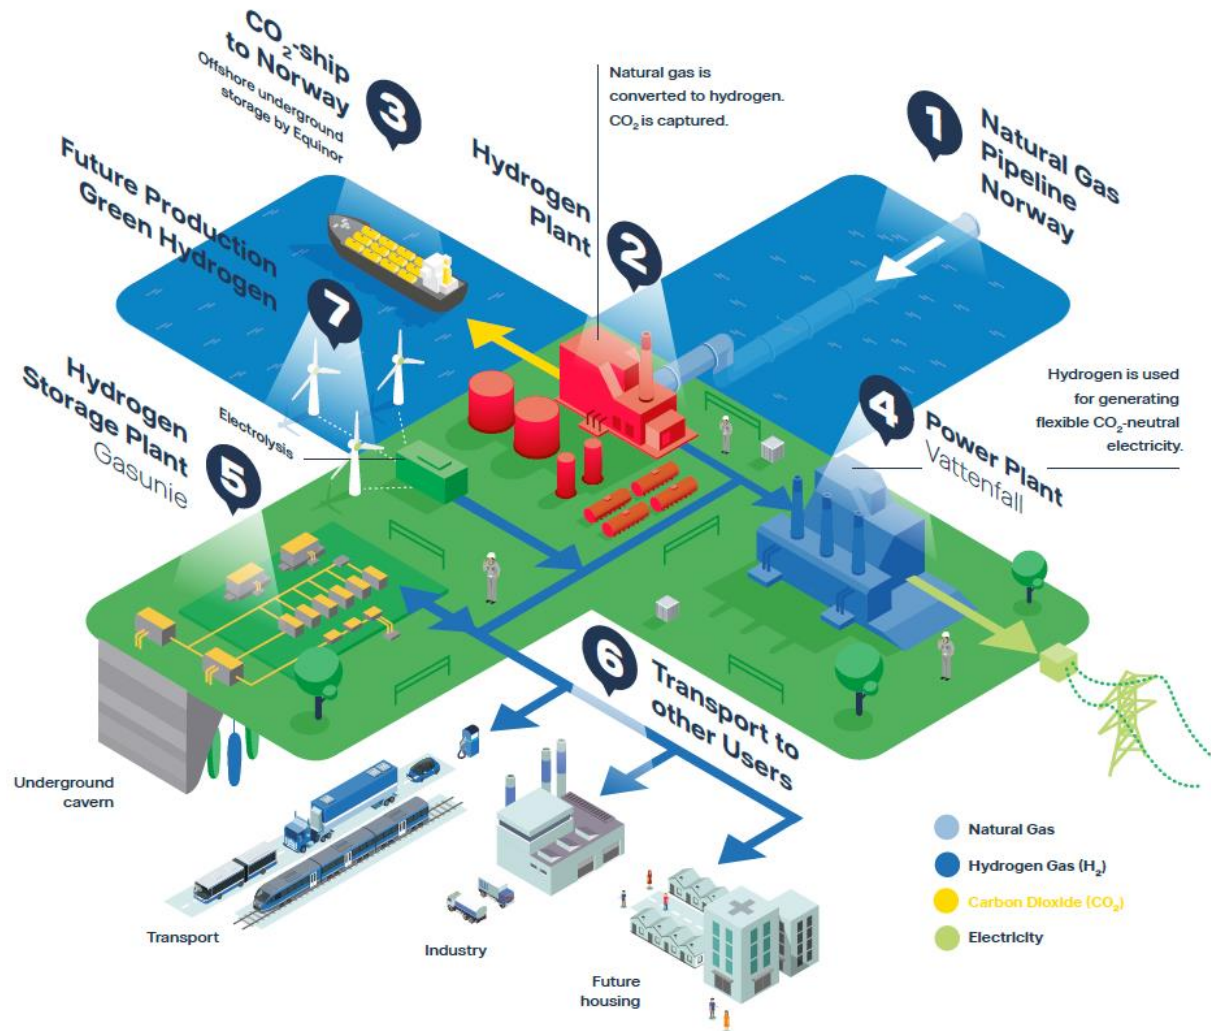 CO₂-ship
to Norway
Offshore underground
storage by Equinor
3
Natural gas is
converted to hydrogen.
CO₂ is captured.
1
Natural Gas
Pipeline
Norway
Hydrogen
Plant
2
Future Production
Green Hydrogen
7
Hydrogen
Storage Plant
Gasunie
5
Electrolysis
4
Power Plant
Vattenfall
Hydrogen is used
for generating
flexible CO₂-neutral
electricity.
6
Transport to
other Users
Underground
cavern
Transport
Industry
Future
housing
Natural Gas
Hydrogen Gas (H₂)
Carbon Dioxide (CO₂)
Electricity